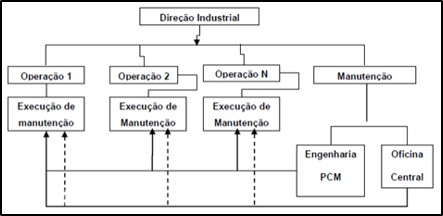 Direção Industrial
Operação 1
Operação 2
Operação N
Manutenção
Execução de
manutenção
Execução de
Manutenção
Execução de
Manutenção
Engenharia
PCM
Oficina
Central